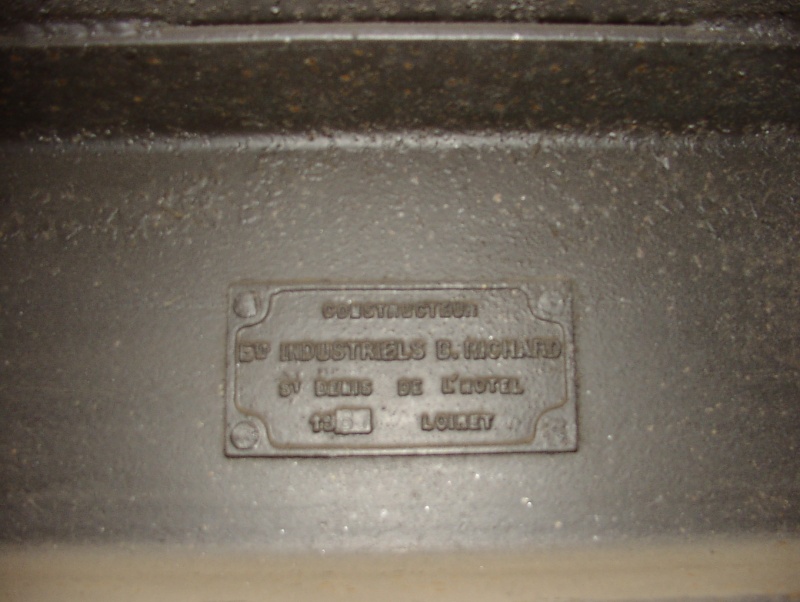 CONSTRUCTEUR
Ets INDUSTRIELS B. RICHARD
St DENIS DE L'HOTEL
LOIRET